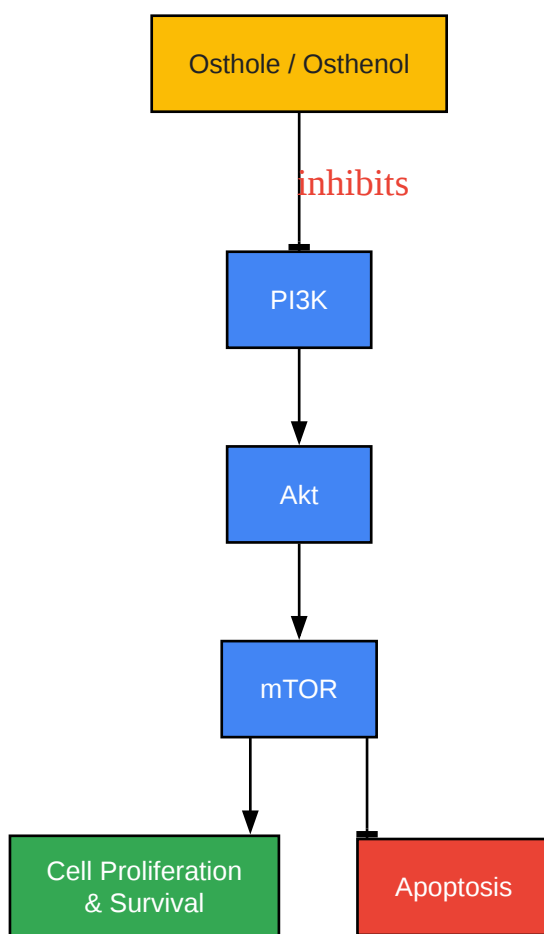 Osthole / Osthenol
inhibits
PI3K
Akt
mTOR
Cell Proliferation
& Survival
Apoptosis